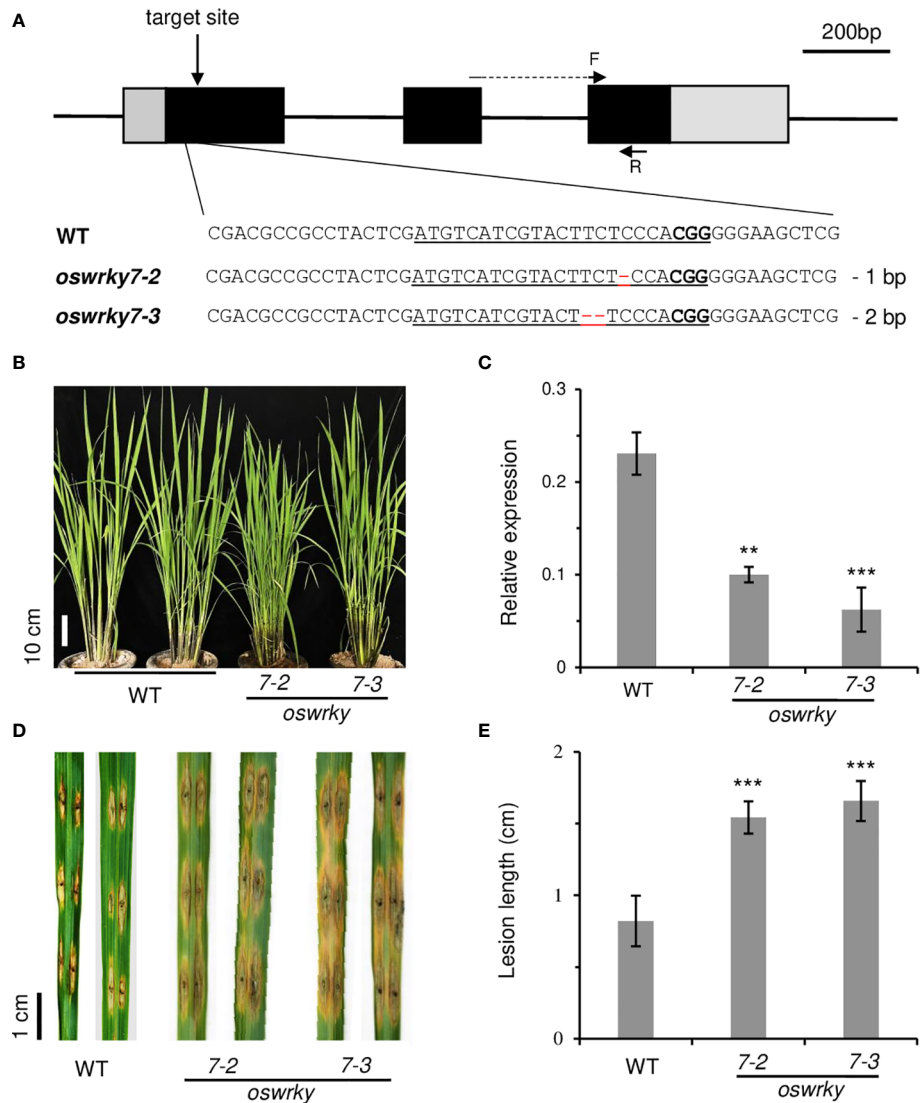 A
target site
200bp
F
R
WT CGACGCCGCCTACTCGATGTCATCGTACTTCTCCCACGGGGGAAGCTCG
oswrky7-2 CGACGCCGCCTACTCGATGTCATCGTACTTCT-CCACGGGGGAAGCTCG - 1 bp
oswrky7-3 CGACGCCGCCTACTCGATGTCATCGTACT--TCCCACGGGGGAAGCTCG - 2 bp
B
10 cm
WT
7-2 7-3
oswrky
C
Relative expression
0.3
0.2
0.1
0
** ***
WT 7-2 7-3
oswrky
D
1 cm
WT
7-2 7-3
oswrky
E
Lesion length (cm)
2
1
0
*** ***
WT 7-2 7-3
oswrky